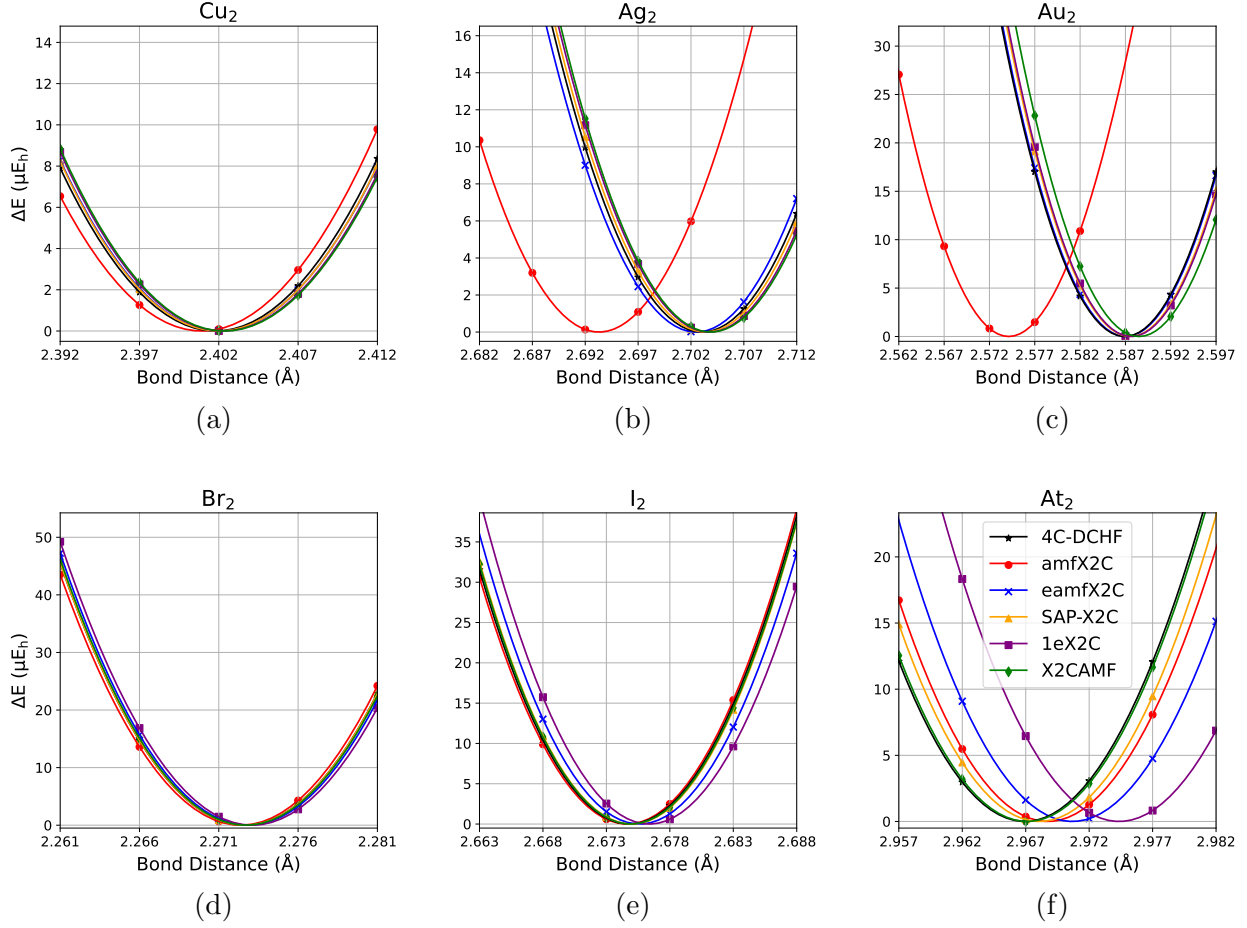 Cu₂
14
12
10
8
6
4
2
0
ΔE (μEₕ)
2.392 2.397 2.402 2.407 2.412
Bond Distance (Å)
(a)
Ag₂
16
14
12
10
8
6
4
2
0
2.682 2.687 2.692 2.697 2.702 2.707 2.712
Bond Distance (Å)
(b)
Au₂
30
25
20
15
10
5
0
2.562 2.567 2.572 2.577 2.582 2.587 2.592 2.597
Bond Distance (Å)
(c)
Br₂
50
40
30
20
10
0
ΔE (μEₕ)
2.261 2.266 2.271 2.276 2.281
Bond Distance (Å)
(d)
I₂
35
30
25
20
15
10
5
0
2.663 2.668 2.673 2.678 2.683 2.688
Bond Distance (Å)
(e)
At₂
20
15
10
5
0
4C-DCHF
amfX2C
eamfX2C
SAP-X2C
1eX2C
X2CAMF
2.957 2.962 2.967 2.972 2.977 2.982
Bond Distance (Å)
(f)